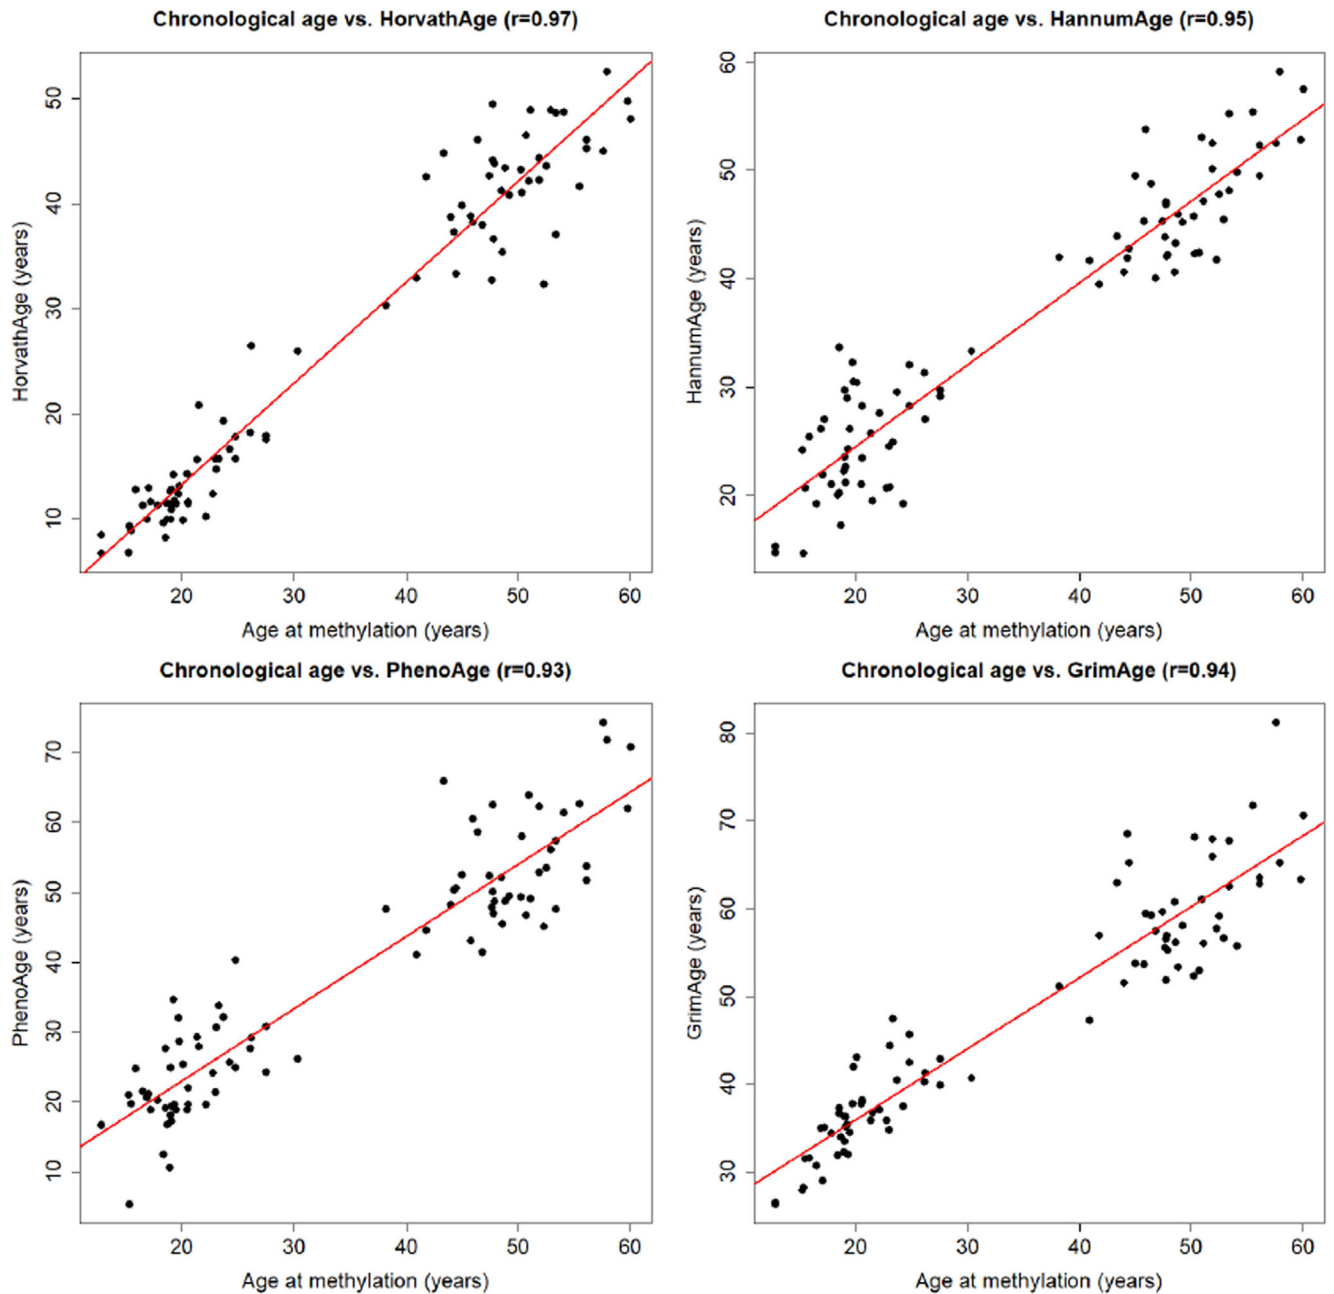 Chronological age vs. HorvathAge (r=0.97)
HorvathAge (years)
50
40
30
20
10
20 30 40 50 60
Age at methylation (years)
Chronological age vs. HannumAge (r=0.95)
HannumAge (years)
60
50
40
30
20
20 30 40 50 60
Age at methylation (years)
Chronological age vs. PhenoAge (r=0.93)
PhenoAge (years)
70
60
50
40
30
20
10
20 30 40 50 60
Age at methylation (years)
Chronological age vs. GrimAge (r=0.94)
GrimAge (years)
80
70
60
50
40
30
20 30 40 50 60
Age at methylation (years)